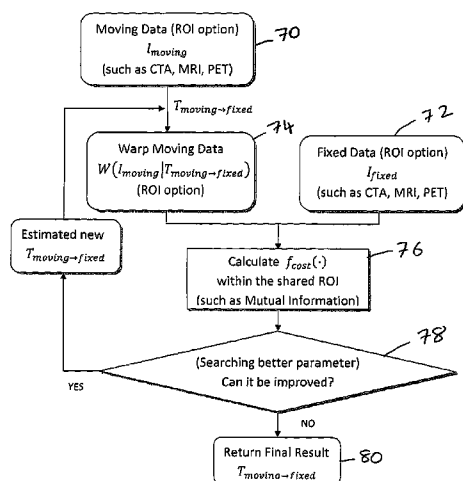 Moving Data (ROI option)
I_moving
(such as CTA, MRI, PET)
70
T_moving→fixed
74
Warp Moving Data
W(I_moving|T_moving→fixed)
(ROI option)
72
Fixed Data (ROI option)
I_fixed
(such as CTA, MRI, PET)
Estimated new
T_moving→fixed
76
Calculate f_cost(·)
within the shared ROI
(such as Mutual Information)
78
(Searching better parameter)
Can it be improved?
YES
NO
Return Final Result
T_moving→fixed
80